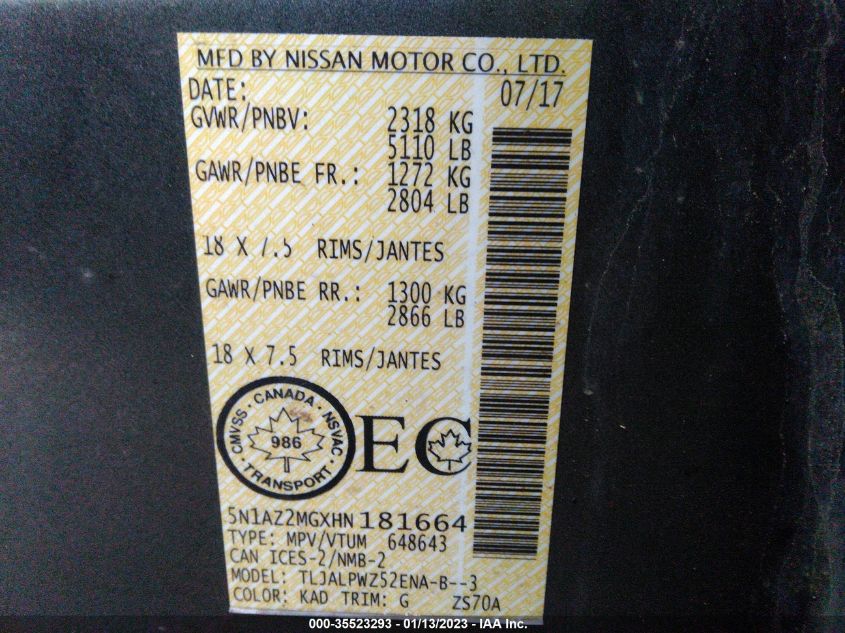 MFD BY NISSAN MOTOR CO., LTD.
DATE: 07/17
GVWR/PNBV: 2318 KG
5110 LB
GAWR/PNBE FR.: 1272 KG
2804 LB
18 X 7.5 RIMS/JANTES
GAWR/PNBE RR.: 1300 KG
2866 LB
18 X 7.5 RIMS/JANTES
CMVSS · CANADA · NSVAC · TRANSPORT ·
986
EC
5N1AZ2MGXHN181664
TYPE: MPV/VTUM 648643
CAN ICES-2/NMB-2
MODEL: TLJALPWZ52ENA-B--3
COLOR: KAD TRIM: G ZS70A
000-35523293 - 01/13/2023 - IAA Inc.